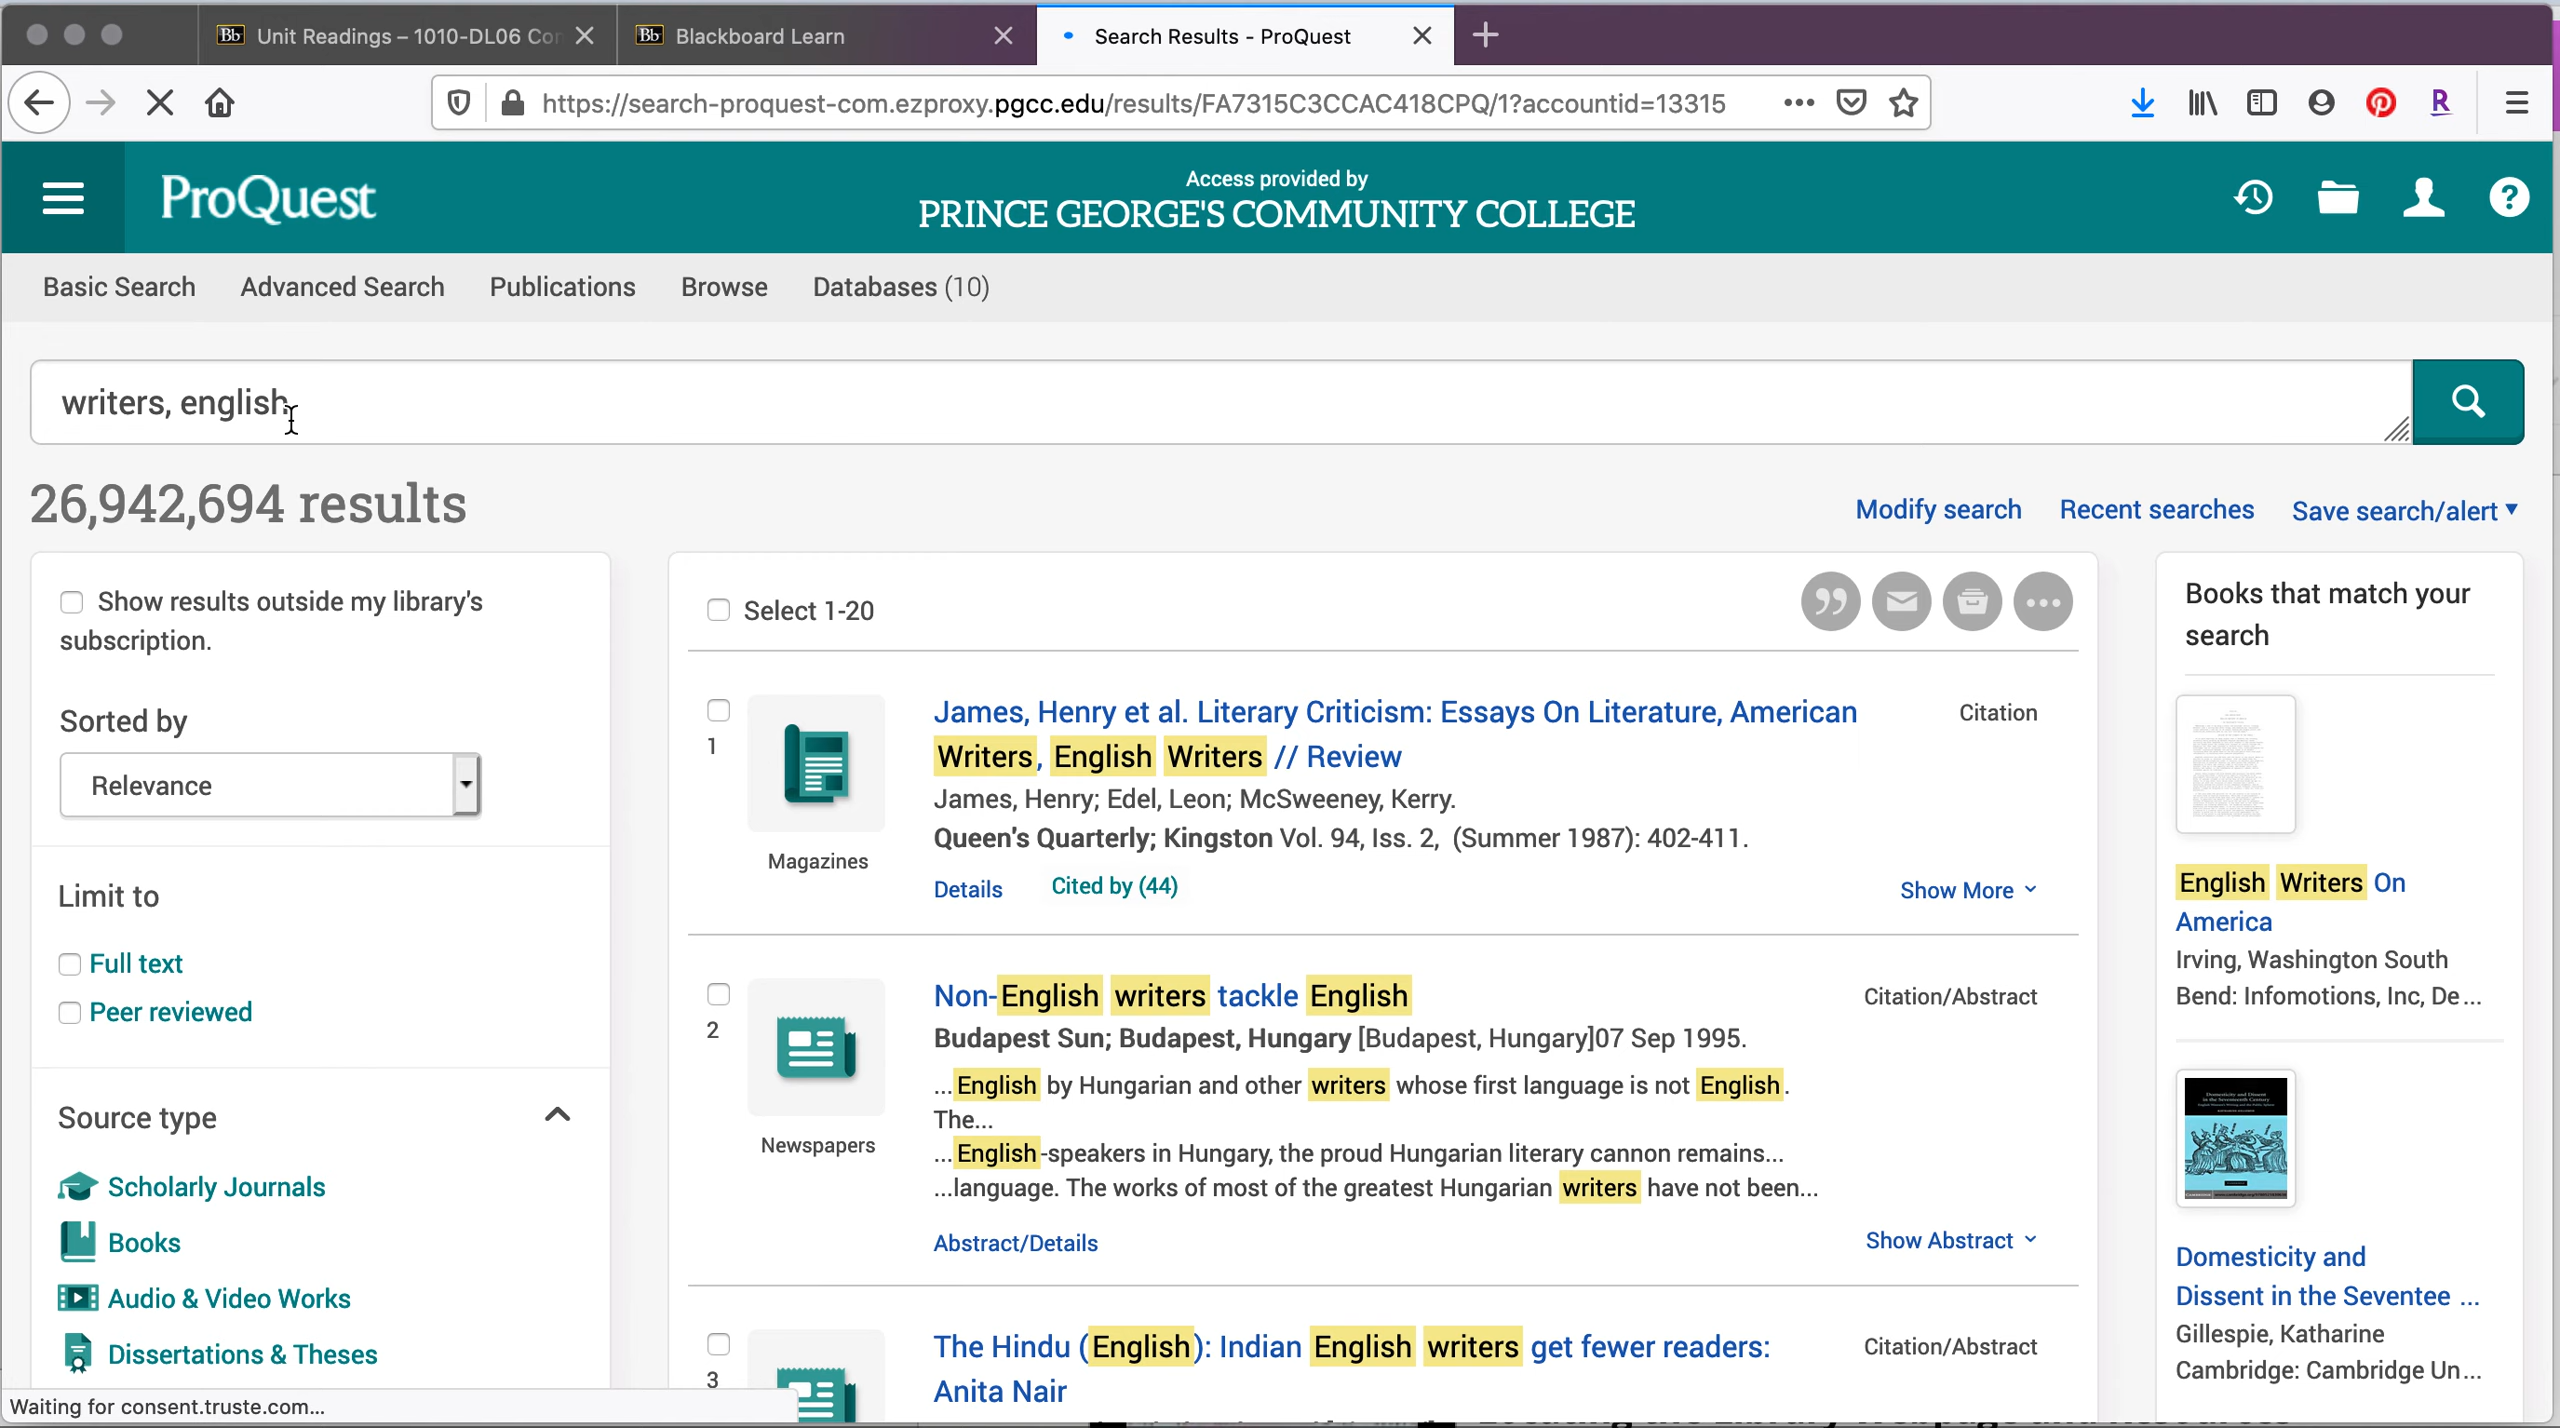 Bb Unit Readings – 1010-DL06 Con
Bb Blackboard Learn
Search Results - ProQuest
https://search-proquest-com.ezproxy.pgcc.edu/results/FA7315C3CCAC418CPQ/1?accountid=13315
R
ProQuest
Access provided by
PRINCE GEORGE'S COMMUNITY COLLEGE
?
Basic Search Advanced Search Publications Browse Databases (10)
writers, english
26,942,694 results
Modify search Recent searches Save search/alert
Show results outside my library's
subscription.
Sorted by
Relevance
Limit to
Full text
Peer reviewed
Source type
Scholarly Journals
Books
Audio & Video Works
Dissertations & Theses
Select 1-20
1
Magazines
James, Henry et al. Literary Criticism: Essays On Literature, American
Writers, English Writers // Review
Citation
James, Henry; Edel, Leon; McSweeney, Kerry.
Queen's Quarterly; Kingston Vol. 94, Iss. 2, (Summer 1987): 402-411.
Details Cited by (44) Show More
2
Newspapers
Non-English writers tackle English
Citation/Abstract
Budapest Sun; Budapest, Hungary [Budapest, Hungary]07 Sep 1995.
...English by Hungarian and other writers whose first language is not English.
The...
...English-speakers in Hungary, the proud Hungarian literary cannon remains...
...language. The works of most of the greatest Hungarian writers have not been...
Abstract/Details Show Abstract
3
The Hindu (English): Indian English writers get fewer readers:
Anita Nair
Citation/Abstract
Books that match your
search
English Writers On
America
Irving, Washington South
Bend: Infomotions, Inc, De...
Domesticity and
Dissent in the Seventee ...
Gillespie, Katharine
Cambridge: Cambridge Un...
Waiting for consent.truste.com...